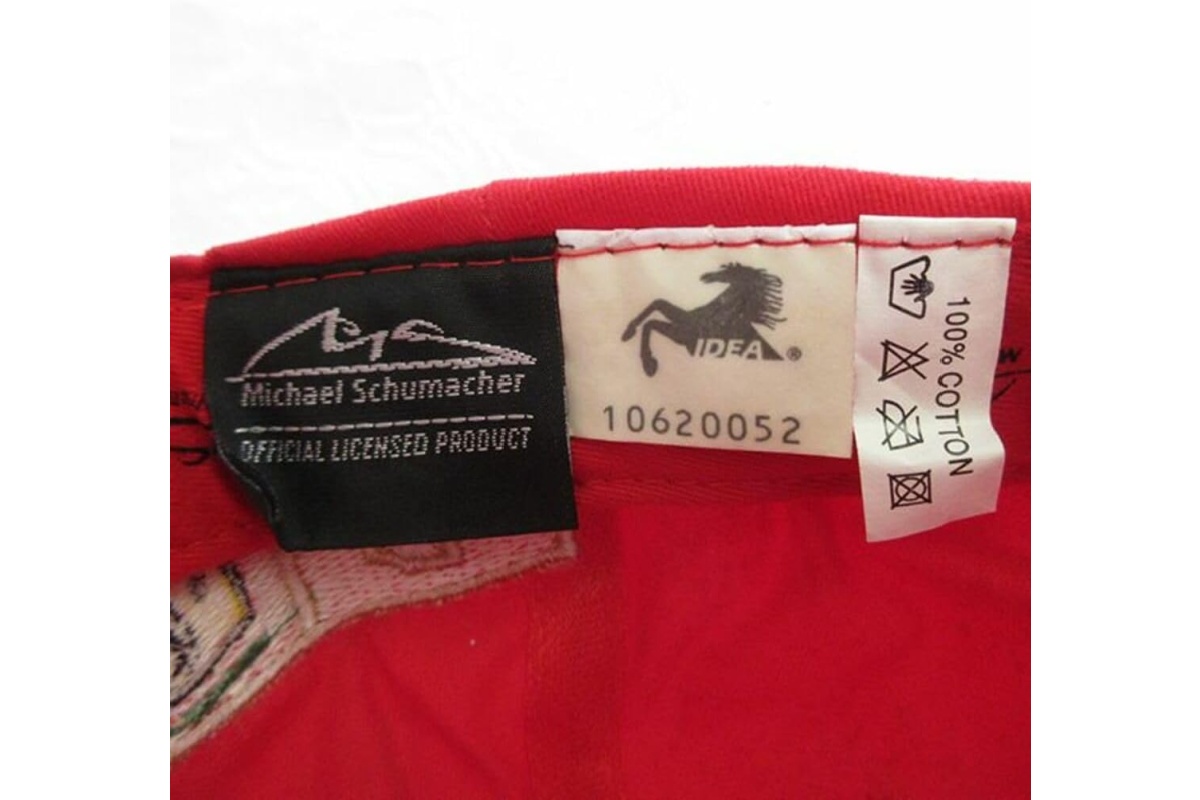 Michael Schumacher
OFFICIAL LICENSED PRODUCT
IDEA®
10620052
100% COTTON